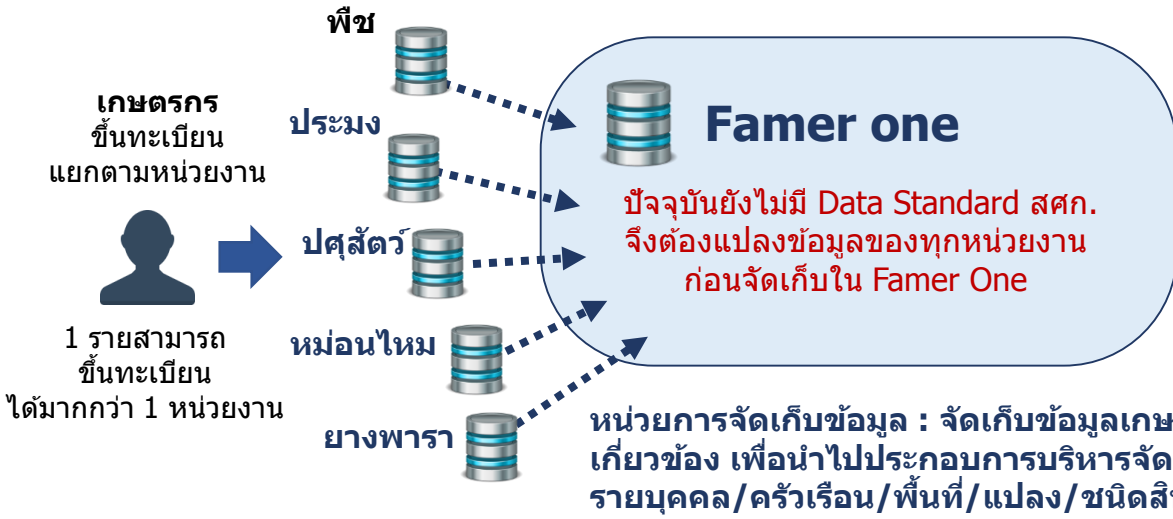 พืช
เกษตรกร
ขึ้นทะเบียน
แยกตามหน่วยงาน
ประมง
ปศุสัตว์
1 รายสามารถ
ขึ้นทะเบียน
ได้มากกว่า 1 หน่วยงาน
หม่อนไหม
ยางพารา
Famer one
ปัจจุบันยังไม่มี Data Standard สศก.
จึงต้องแปลงข้อมูลของทุกหน่วยงาน
ก่อนจัดเก็บใน Famer One
หน่วยการจัดเก็บข้อมูล : จัดเก็บข้อมูลเกษ
เกี่ยวข้อง เพื่อนำไปประกอบการบริหารจัด
รายบุคคล/ครัวเรือน/พื้นที่/แปลง/ชนิดสิ